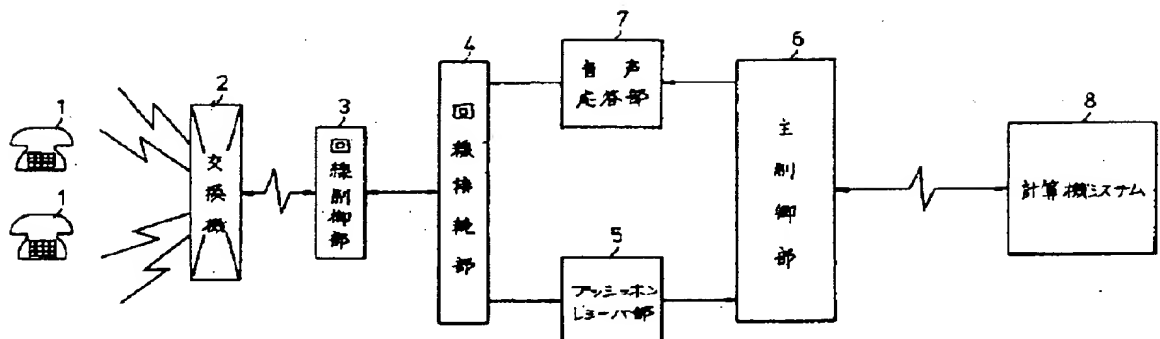 1
1
2
交換機
3
回線制御部
4
回線接続部
7
音声
応答部
5
プッシュホン
レシーバ部
6
主制御部
8
計算機システム